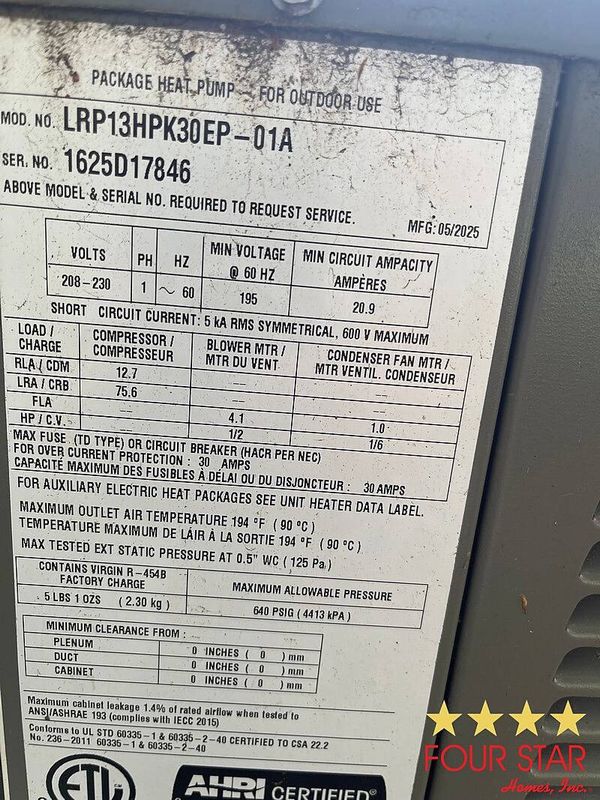 PACKAGE HEAT PUMP - FOR OUTDOOR USE
MOD. NO. LRP13HPK30EP-01A
SER. NO. 1625D17846
ABOVE MODEL & SERIAL NO. REQUIRED TO REQUEST SERVICE.
MFG: 05/2025
VOLTS PH HZ MIN VOLTAGE @ 60 HZ MIN CIRCUIT AMPACITY AMPÈRES
208-230 1 ~ 60 195 20.9
SHORT CIRCUIT CURRENT: 5 kA RMS SYMMETRICAL, 600 V MAXIMUM
LOAD / CHARGE COMPRESSOR / COMPRESSEUR BLOWER MTR / MTR DU VENT CONDENSER FAN MTR / MTR VENTIL. CONDENSEUR
RLA / CDM 12.7 -- --
LRA / CRB 75.6 -- --
FLA 4.1 1.0
HP / C.V. 1/2 1/6
MAX FUSE (TD TYPE) OR CIRCUIT BREAKER (HACR PER NEC)
FOR OVER CURRENT PROTECTION : 30 AMPS
CAPACITÉ MAXIMUM DES FUSIBLES À DÉLAI OU DU DISJONCTEUR : 30 AMPS
FOR AUXILIARY ELECTRIC HEAT PACKAGES SEE UNIT HEATER DATA LABEL.
MAXIMUM OUTLET AIR TEMPERATURE 194 °F ( 90 °C )
TEMPERATURE MAXIMUM DE LÁIR À LA SORTIE 194 °F ( 90 °C )
MAX TESTED EXT STATIC PRESSURE AT 0.5" WC ( 125 Pa )
CONTAINS VIRGIN R-454B FACTORY CHARGE MAXIMUM ALLOWABLE PRESSURE
5 LBS 1 OZS ( 2.30 kg ) 640 PSIG ( 4413 kPA )
MINIMUM CLEARANCE FROM :
PLENUM 0 INCHES ( 0 ) mm
DUCT 0 INCHES ( 0 ) mm
CABINET 0 INCHES ( 0 ) mm
Maximum cabinet leakage 1.4% of rated airflow when tested to
ANSI/ASHRAE 193 (complies with IECC 2015)
Conforms to UL STD 60335-1 & 60335-2-40 CERTIFIED TO CSA 22.2
No. 236-2011 60335-1 & 60335-2-40
ETL
AHRI CERTIFIED
FOUR STAR
Homes, Inc.